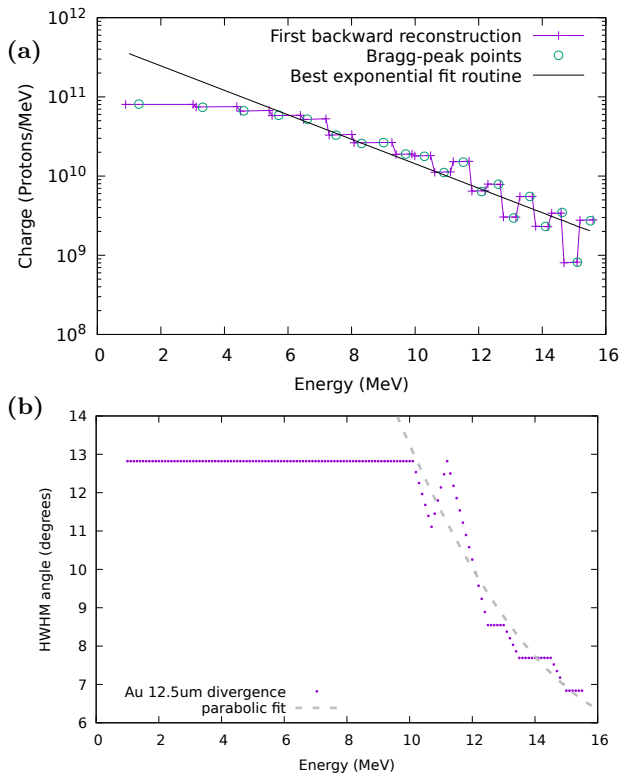 (a)
10^12
10^11
10^10
10^9
10^8
Charge (Protons/MeV)
First backward reconstruction
Bragg-peak points
Best exponential fit routine
0 2 4 6 8 10 12 14 16
Energy (MeV)
(b)
14
13
12
11
10
9
8
7
6
HWHM angle (degrees)
Au 12.5um divergence
parabolic fit
0 2 4 6 8 10 12 14 16
Energy (MeV)